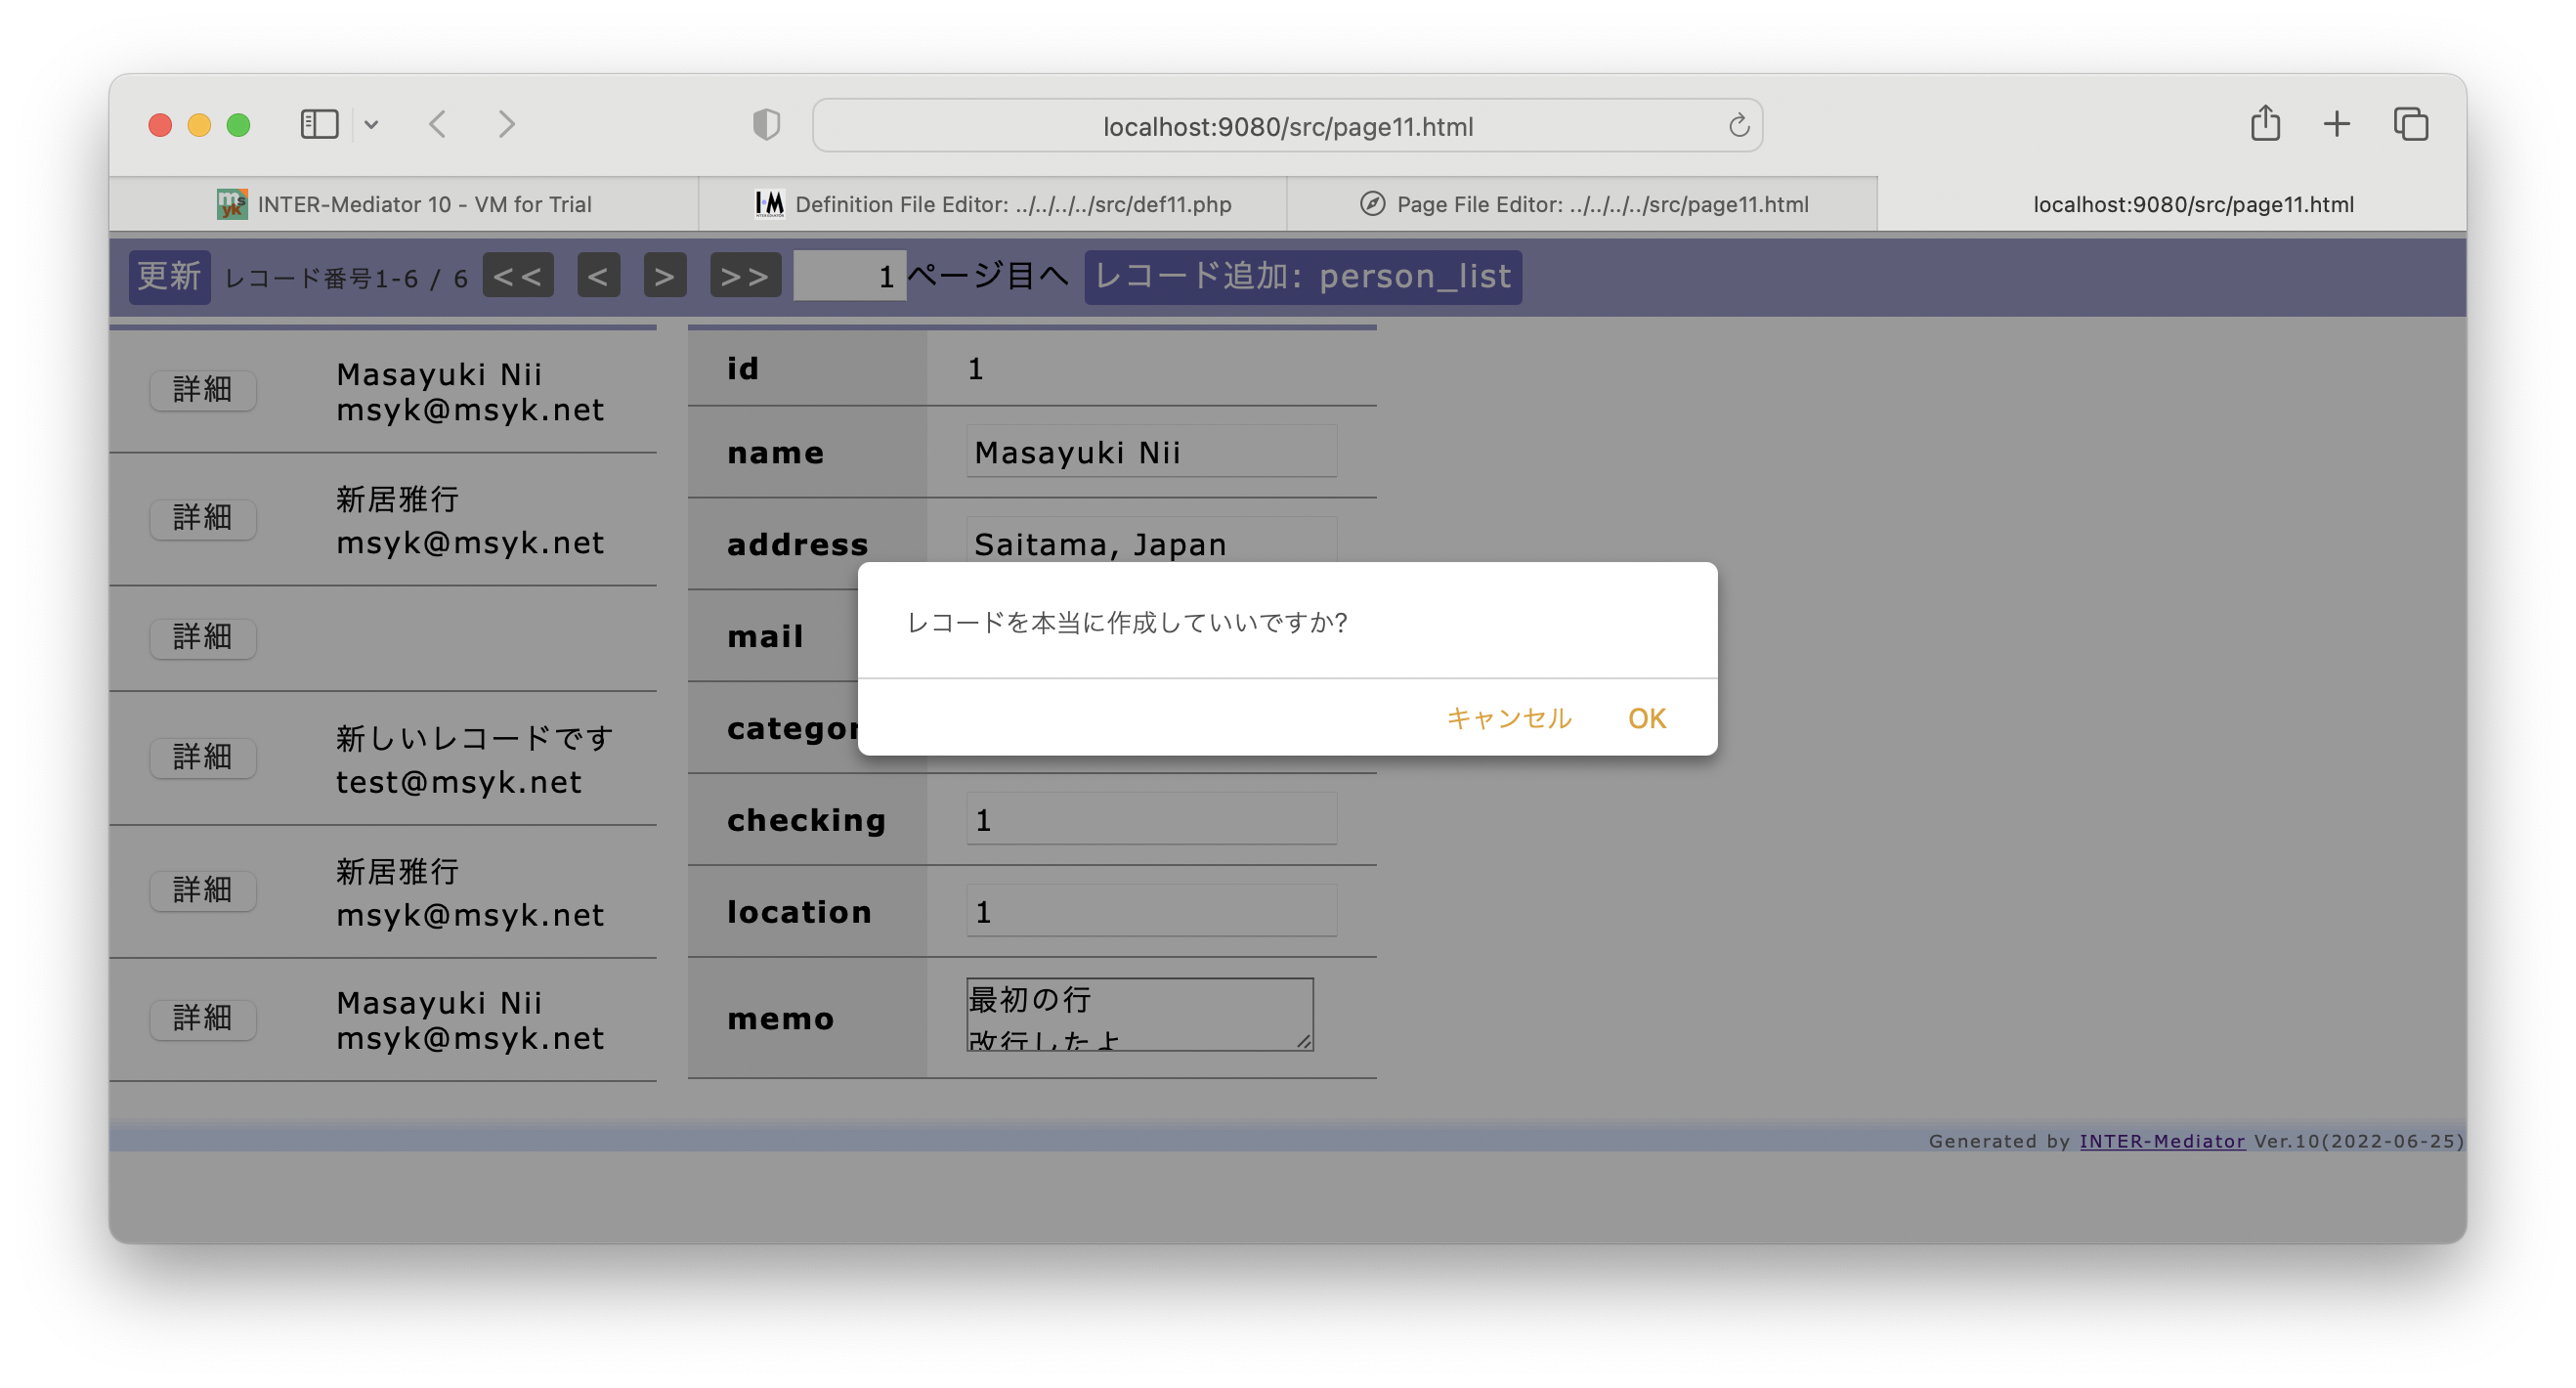 localhost:9080/src/page11.html
INTER-Mediator 10 - VM for Trial
Definition File Editor: ../../../../src/def11.php
Page File Editor: ../../../../src/page11.html
localhost:9080/src/page11.html
更新 レコード番号1-6 / 6 << < > >> 1ページ目へ レコード追加: person_list
詳細
Masayuki Nii
msyk@msyk.net
詳細
新居雅行
msyk@msyk.net
詳細
詳細
新しいレコードです
test@msyk.net
詳細
新居雅行
msyk@msyk.net
詳細
Masayuki Nii
msyk@msyk.net
id 1
name Masayuki Nii
address Saitama, Japan
mail
categor
checking 1
location 1
memo 最初の行
改行したよ
レコードを本当に作成していいですか?
キャンセル OK
Generated by INTER-Mediator Ver.10(2022-06-25)